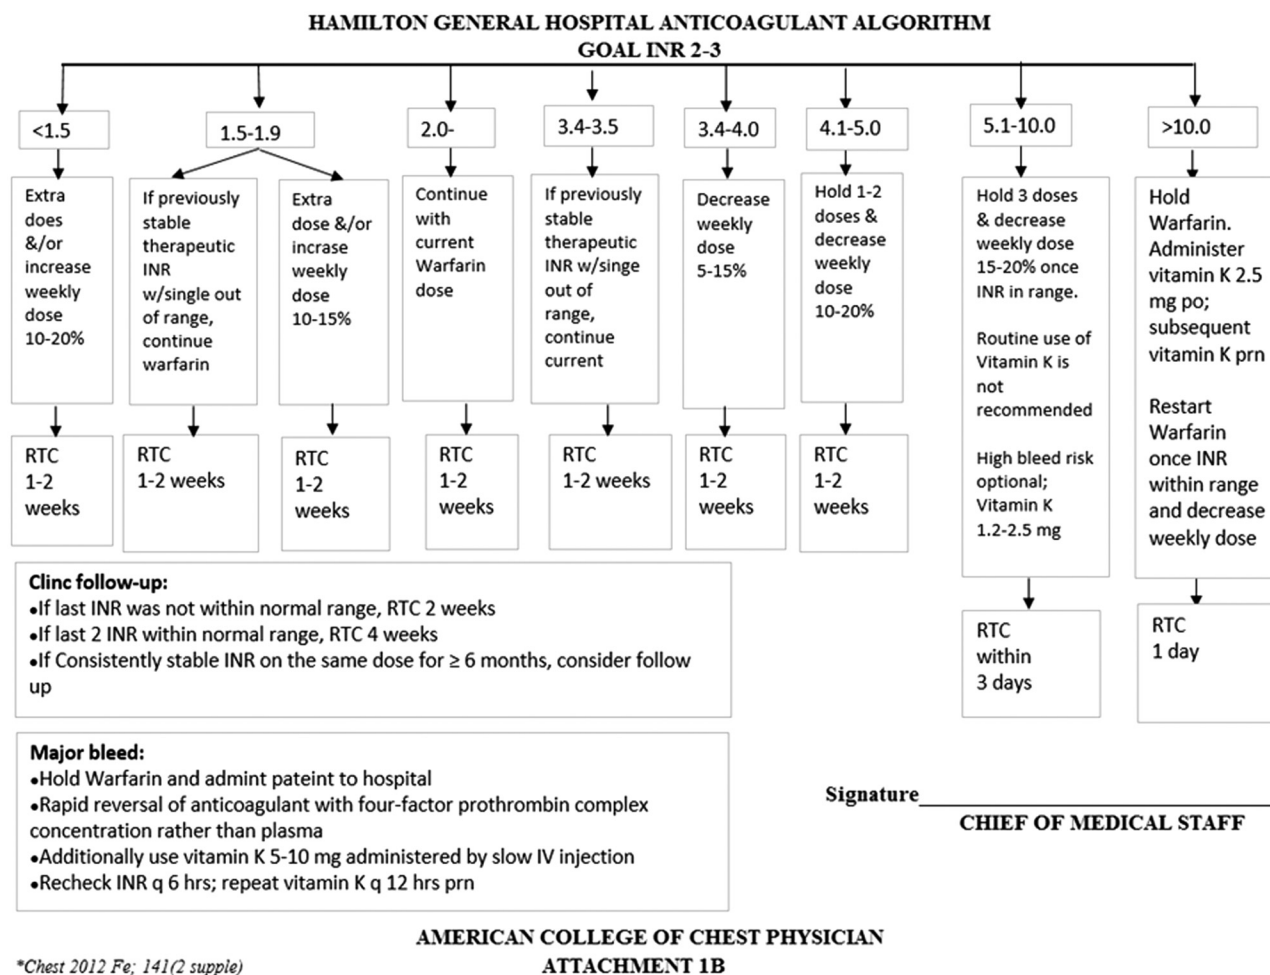 HAMILTON GENERAL HOSPITAL ANTICOAGULANT ALGORITHM
GOAL INR 2-3
<1.5
1.5-1.9
2.0-
3.4-3.5
3.4-4.0
4.1-5.0
5.1-10.0
>10.0
Extra
does
&/or
increase
weekly
dose
10-20%
If previously
stable
therapeutic
INR
w/single out
of range,
continue
warfarin
Extra
dose &/or
incrase
weekly
dose
10-15%
Continue
with
current
Warfarin
dose
If previously
stable
therapeutic
INR w/singe
out of
range,
continue
current
Decrease
weekly
dose
5-15%
Hold 1-2
doses &
decrease
weekly
dose
10-20%
Hold 3 doses
& decrease
weekly dose
15-20% once
INR in range.
Routine use of
Vitamin K is
not
recommended
High bleed risk
optional;
Vitamin K
1.2-2.5 mg
Hold
Warfarin.
Administer
vitamin K 2.5
mg po;
subsequent
vitamin K prn
Restart
Warfarin
once INR
within range
and decrease
weekly dose
RTC
1-2
weeks
RTC
1-2 weeks
RTC
1-2
weeks
RTC
1-2
weeks
RTC
1-2 weeks
RTC
1-2
weeks
RTC
1-2
weeks
RTC
within
3 days
RTC
1 day
Clinc follow-up:
•If last INR was not within normal range, RTC 2 weeks
•If last 2 INR within normal range, RTC 4 weeks
•If Consistently stable INR on the same dose for ≥ 6 months, consider follow
up
Major bleed:
•Hold Warfarin and admint pateint to hospital
•Rapid reversal of anticoagulant with four-factor prothrombin complex
concentration rather than plasma
•Additionally use vitamin K 5-10 mg administered by slow IV injection
•Recheck INR q 6 hrs; repeat vitamin K q 12 hrs prn
Signature
CHIEF OF MEDICAL STAFF
AMERICAN COLLEGE OF CHEST PHYSICIAN
ATTACHMENT 1B
*Chest 2012 Fe; 141(2 supple)